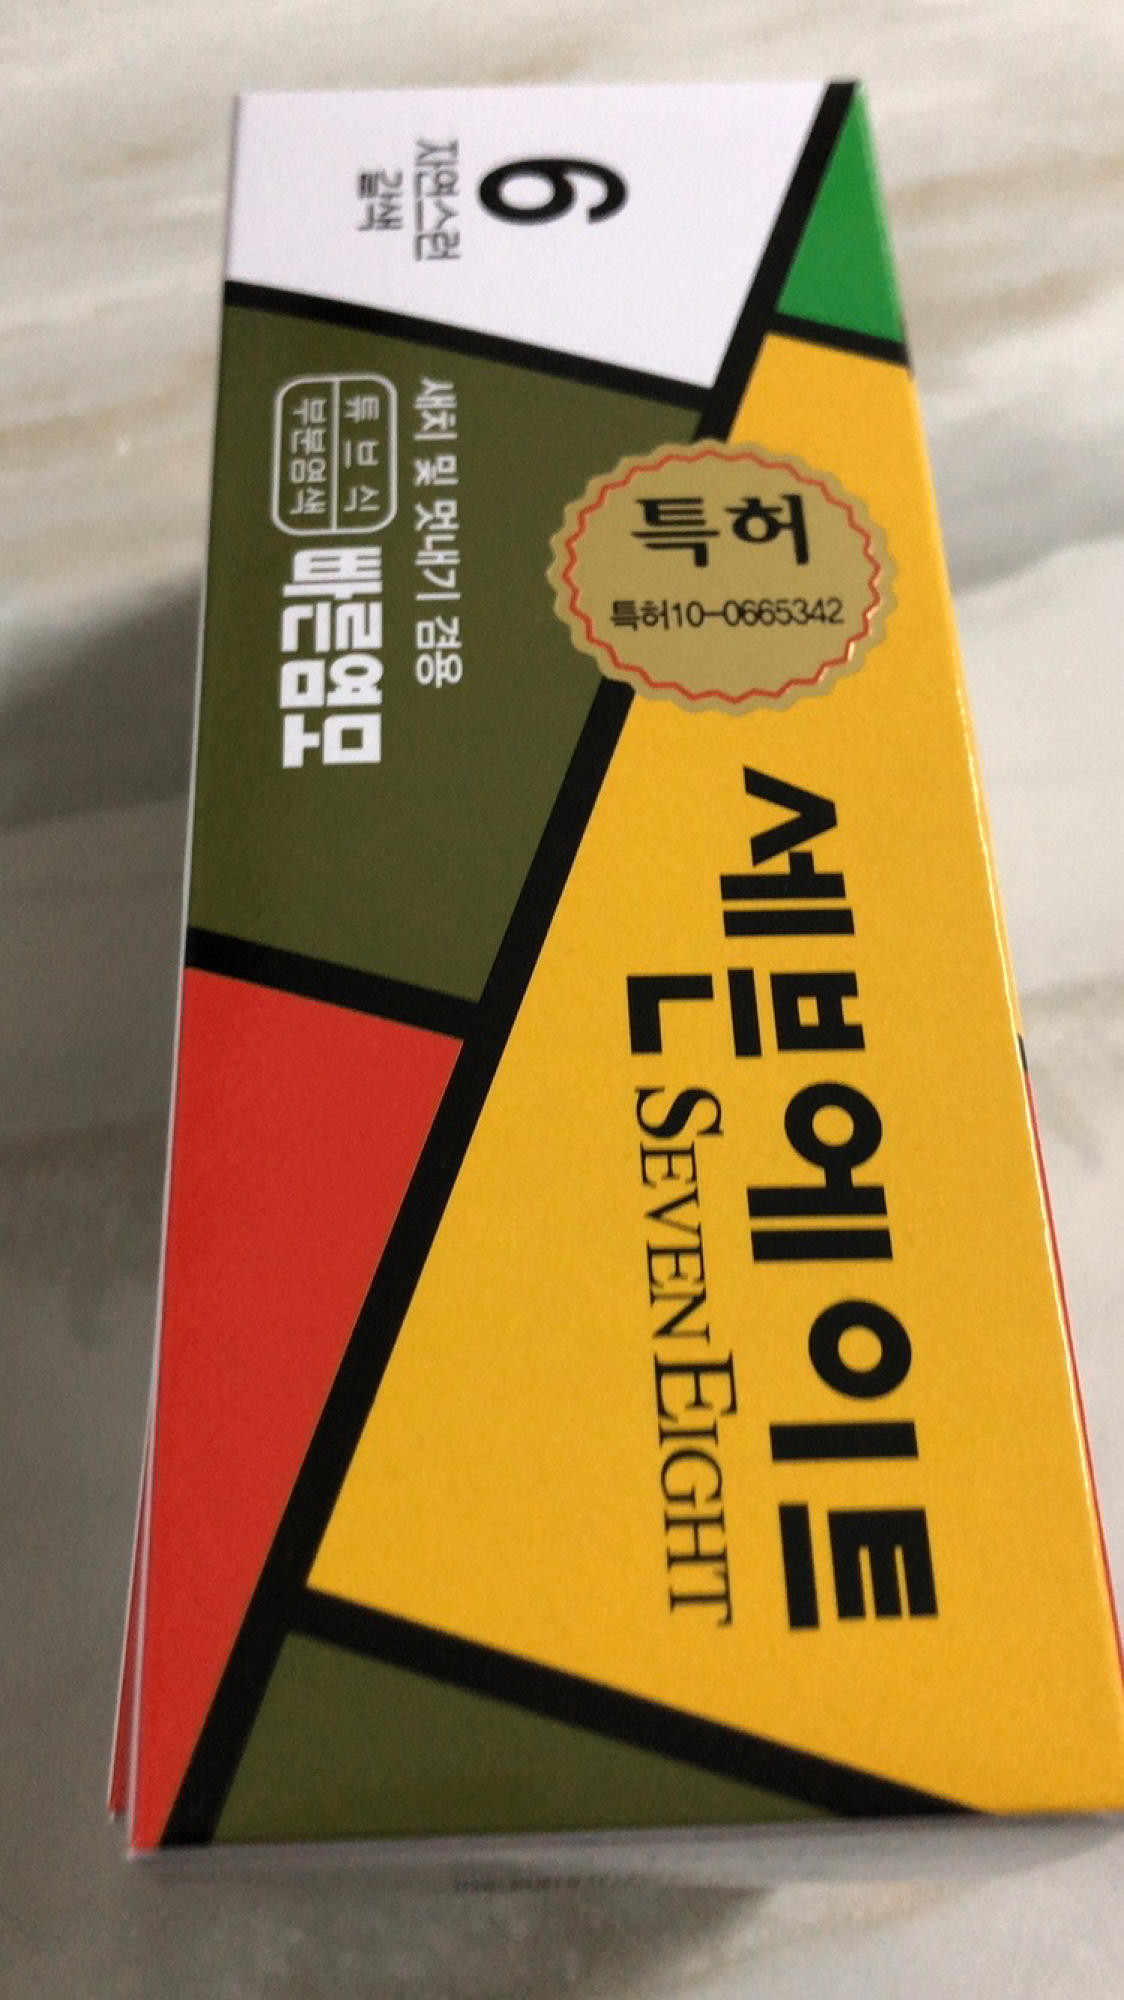 6
자연스런
갈색
특허
특허10-0665342
새치 및 멋내기 겸용
튜브식
부분염색
빠른염모
세븐에이트
L SEVEN EIGHT